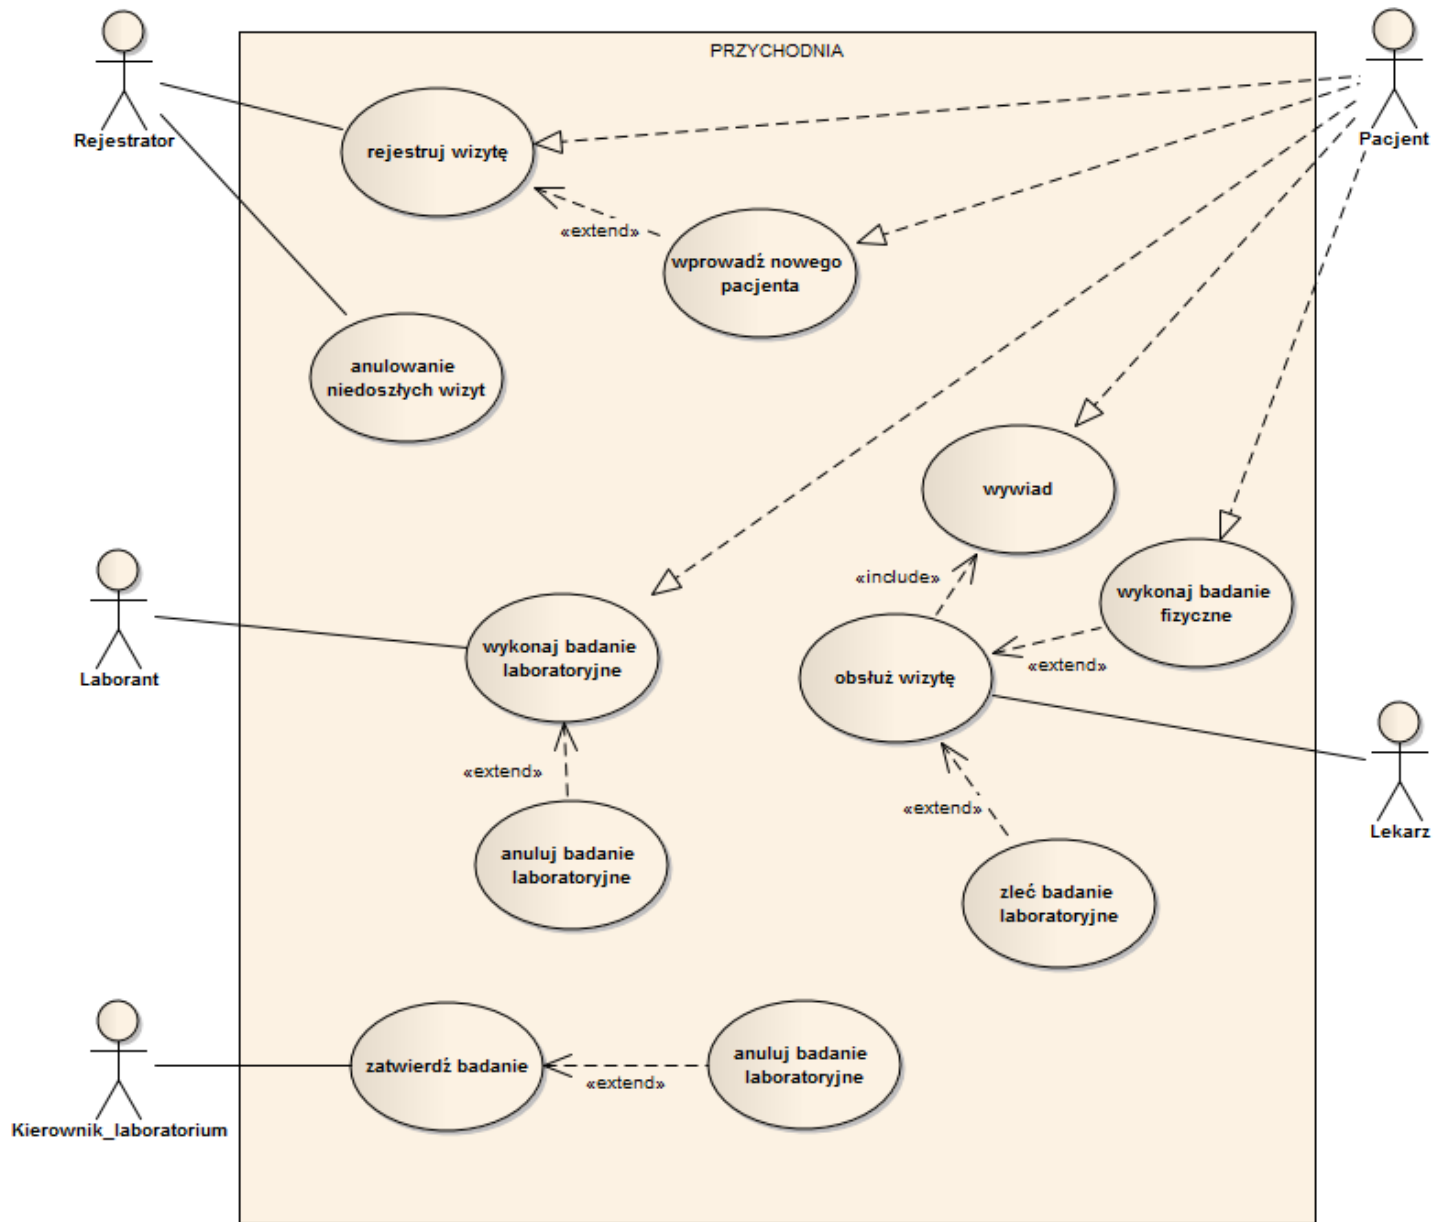 PRZYCHODNIA
Rejestrator
Pacjent
rejestruj wizytę
«extend»
wprowadź nowego
pacjenta
anulowanie
niedoszłych wizyt
wywiad
«include»
wykonaj badanie
fizyczne
«extend»
Laborant
wykonaj badanie
laboratoryjne
obsłuż wizytę
«extend»
«extend»
Lekarz
anuluj badanie
laboratoryjne
zleć badanie
laboratoryjne
Kierownik_laboratorium
zatwierdź badanie
«extend»
anuluj badanie
laboratoryjne